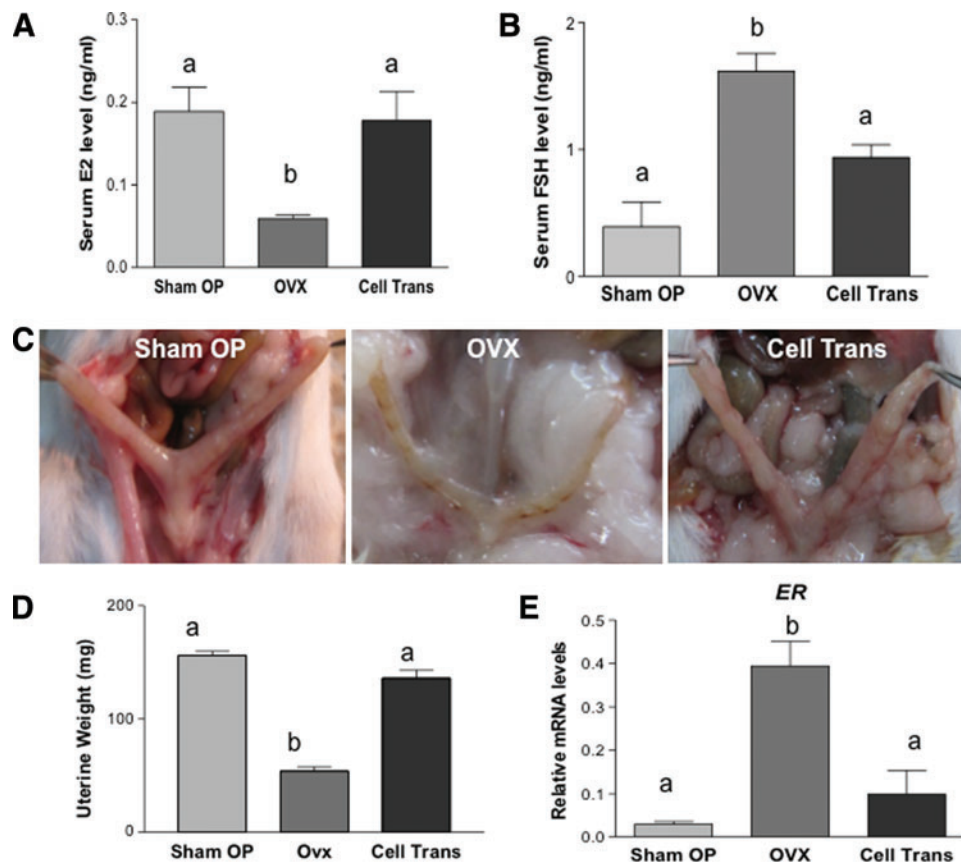 A
Serum E2 level (ng/ml)
0.3
0.2
0.1
0.0
a
b
a
Sham OP
OVX
Cell Trans
B
Serum FSH level (ng/ml)
2
1
0
a
b
a
Sham OP
OVX
Cell Trans
C
Sham OP
OVX
Cell Trans
D
Uterine Weight (mg)
200
100
0
a
b
a
Sham OP
Ovx
Cell Trans
E
ER
Relative mRNA levels
0.5
0.4
0.3
0.2
0.1
0.0
a
b
a
Sham OP
OVX
Cell Trans